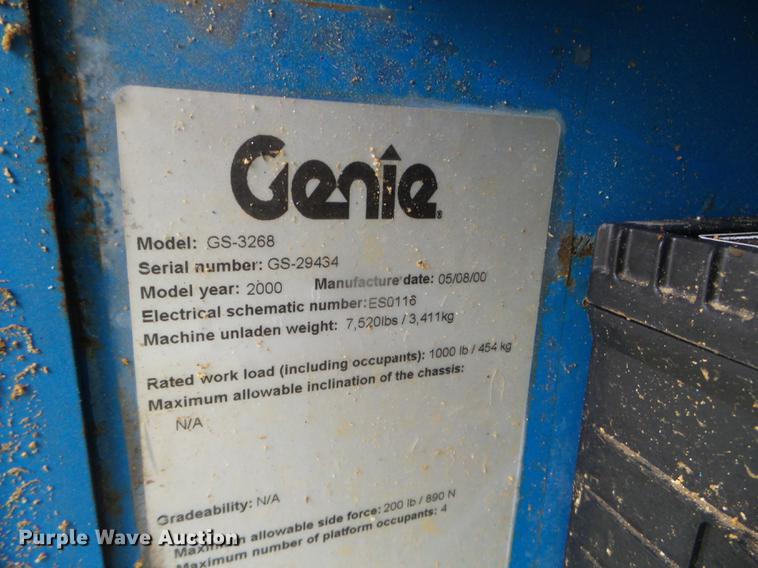 Genie
Model: GS-3268
Serial number: GS-29434
Model year: 2000 Manufacture date: 05/08/00
Electrical schematic number: ES0116
Machine unladen weight: 7,520lbs / 3,411kg
Rated work load (including occupants): 1000 lb / 454 kg
Maximum allowable inclination of the chassis:
N/A
Gradeability: N/A
Maximum allowable side force: 200 lb / 890 N
Maximum number of platform occupants: 4
Purple Wave Auction